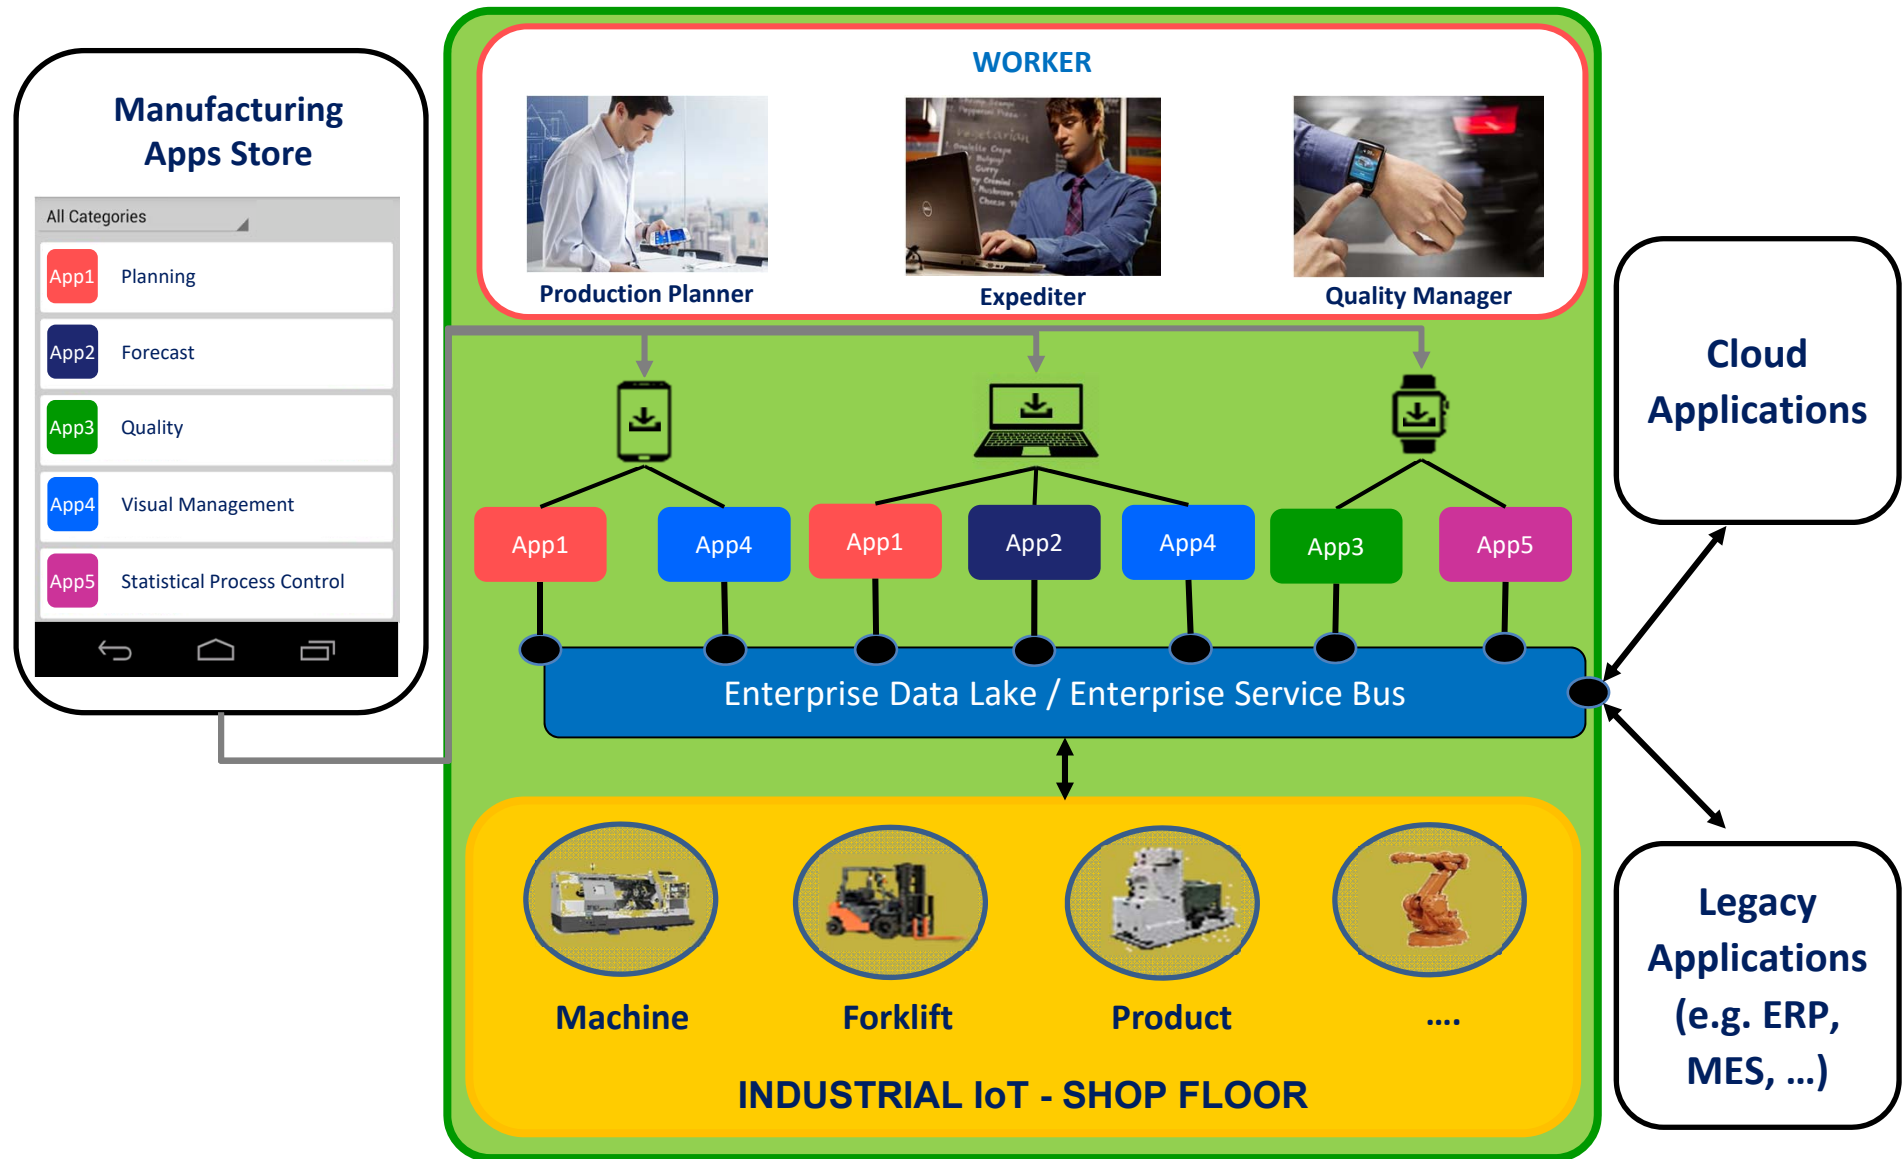 Manufacturing
Apps Store
All Categories
App1 Planning
App2 Forecast
App3 Quality
App4 Visual Management
App5 Statistical Process Control
WORKER
vegetarian
DELL
Production Planner
Expediter
Quality Manager
App1
App4
App1
App2
App4
App3
App5
Enterprise Data Lake / Enterprise Service Bus
Machine
Forklift
Product
....
INDUSTRIAL IoT - SHOP FLOOR
Cloud
Applications
Legacy
Applications
(e.g. ERP,
MES, ...)